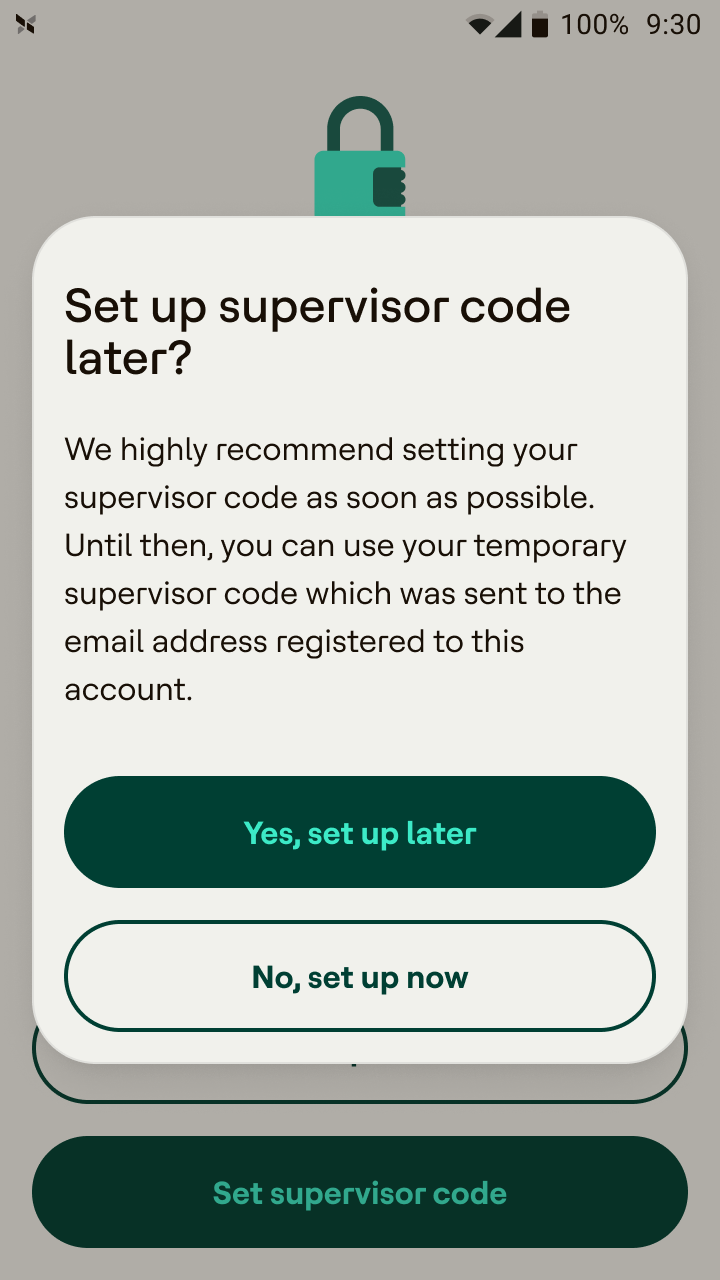 100% 9:30
Set up supervisor code
later?
We highly recommend setting your
supervisor code as soon as possible.
Until then, you can use your temporary
supervisor code which was sent to the
email address registered to this
account.
Yes, set up later
No, set up now
Set supervisor code